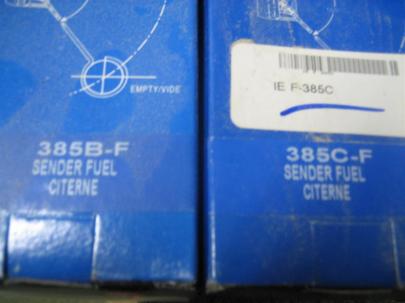 EMPTY/VIDE
385B-F
SENDER FUEL
CITERNE
IE F-385C
385C-F
SENDER FUEL
CITERNE